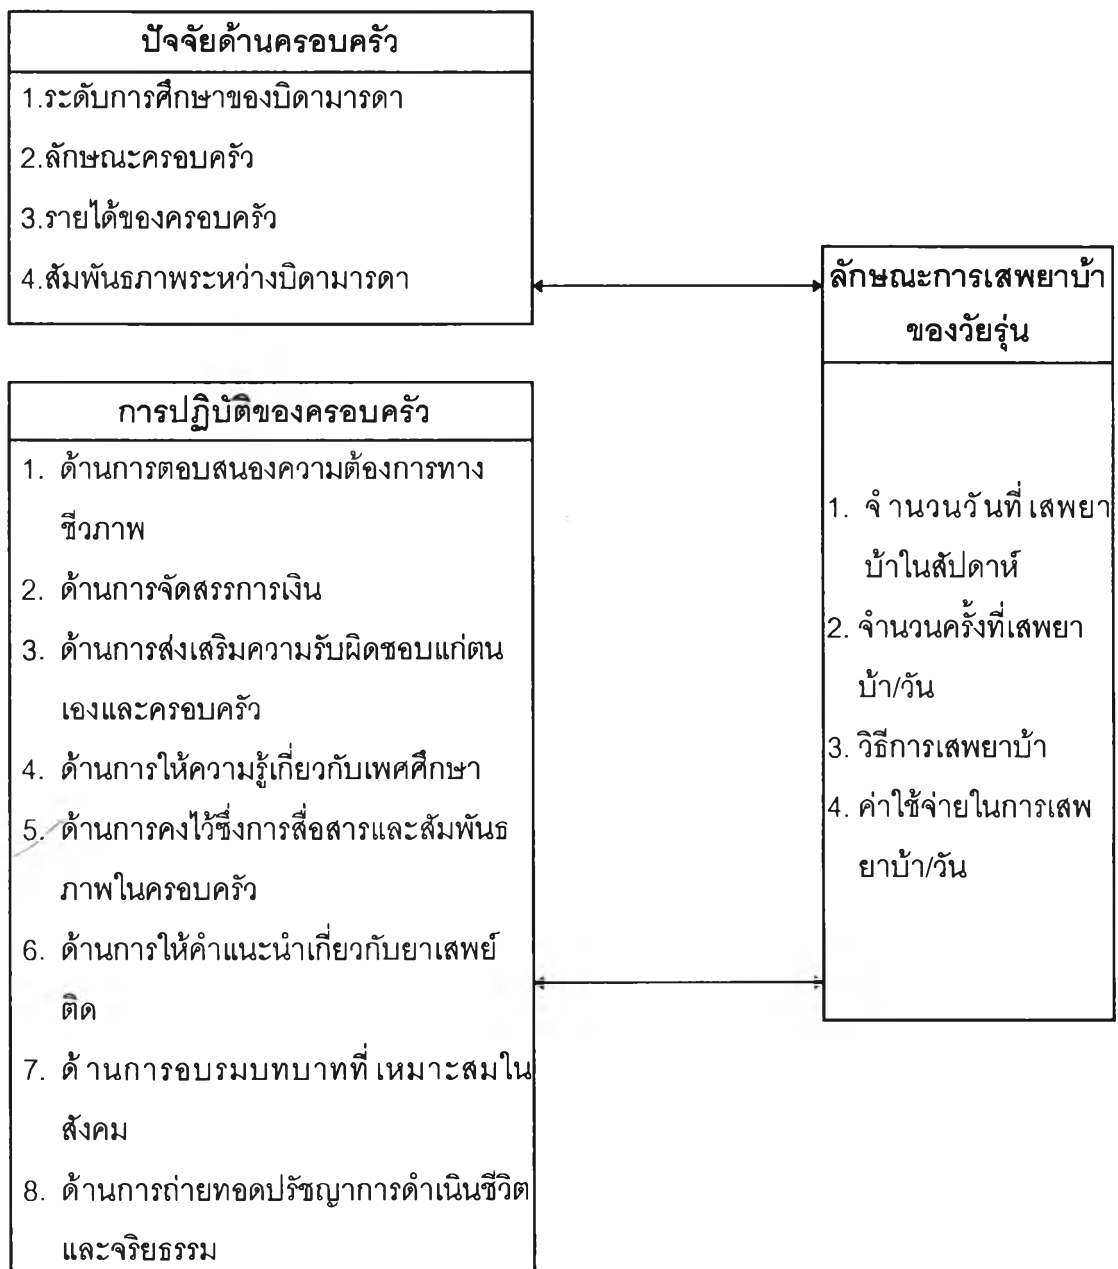 ปัจจัยด้านครอบครัว
1.ระดับการศึกษาของบิดามารดา
2.ลักษณะครอบครัว
3.รายได้ของครอบครัว
4.สัมพันธภาพระหว่างบิดามารดา
การปฏิบัติของครอบครัว
1. ด้านการตอบสนองความต้องการทาง
ชีวภาพ
2. ด้านการจัดสรรการเงิน
3. ด้านการส่งเสริมความรับผิดชอบแก่ตน
เองและครอบครัว
4. ด้านการให้ความรู้เกี่ยวกับเพศศึกษา
5. ด้านการคงไว้ซึ่งการสื่อสารและสัมพันธ
ภาพในครอบครัว
6. ด้านการให้คำแนะนำเกี่ยวกับยาเสพย์
ติด
7. ด้านการอบรมบทบาทที่เหมาะสมใน
สังคม
8. ด้านการถ่ายทอดปรัชญาการดำเนินชีวิต
และจริยธรรม
ลักษณะการเสพยาบ้า
ของวัยรุ่น
1. จำนวนวันที่เสพยา
บ้าในสัปดาห์
2. จำนวนครั้งที่เสพยา
บ้า/วัน
3. วิธีการเสพยาบ้า
4. ค่าใช้จ่ายในการเสพ
ยาบ้า/วัน